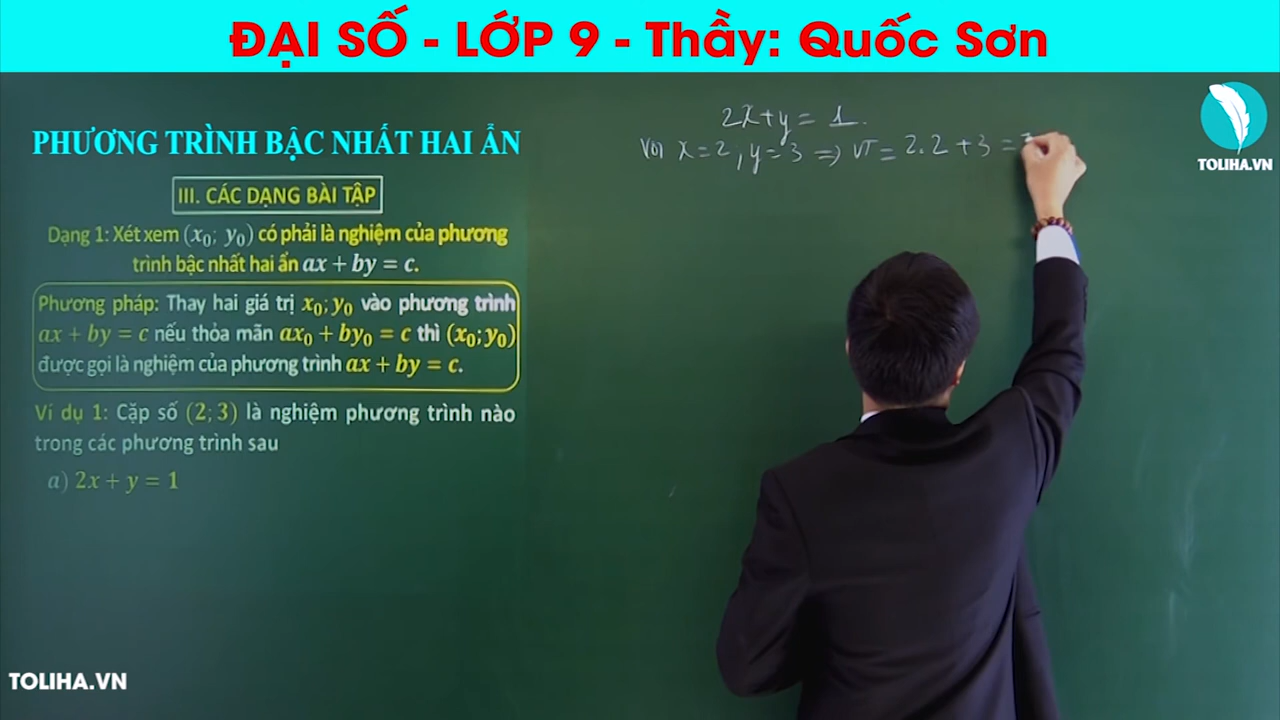 ĐẠI SỐ - LỚP 9 - Thầy: Quốc Sơn
TOLIHA.VN
PHƯƠNG TRÌNH BẬC NHẤT HAI ẨN
III. CÁC DẠNG BÀI TẬP
Dạng 1: Xét xem (x₀; y₀) có phải là nghiệm của phương
trình bậc nhất hai ẩn ax + by = c.
Phương pháp: Thay hai giá trị x₀; y₀ vào phương trình
ax + by = c nếu thỏa mãn ax₀ + by₀ = c thì (x₀; y₀)
được gọi là nghiệm của phương trình ax + by = c.
Ví dụ 1: Cặp số (2; 3) là nghiệm phương trình nào
trong các phương trình sau
a) 2x + y = 1
2x+y = 1.
Với x=2, y=3 => VT = 2.2 + 3 =
TOLIHA.VN